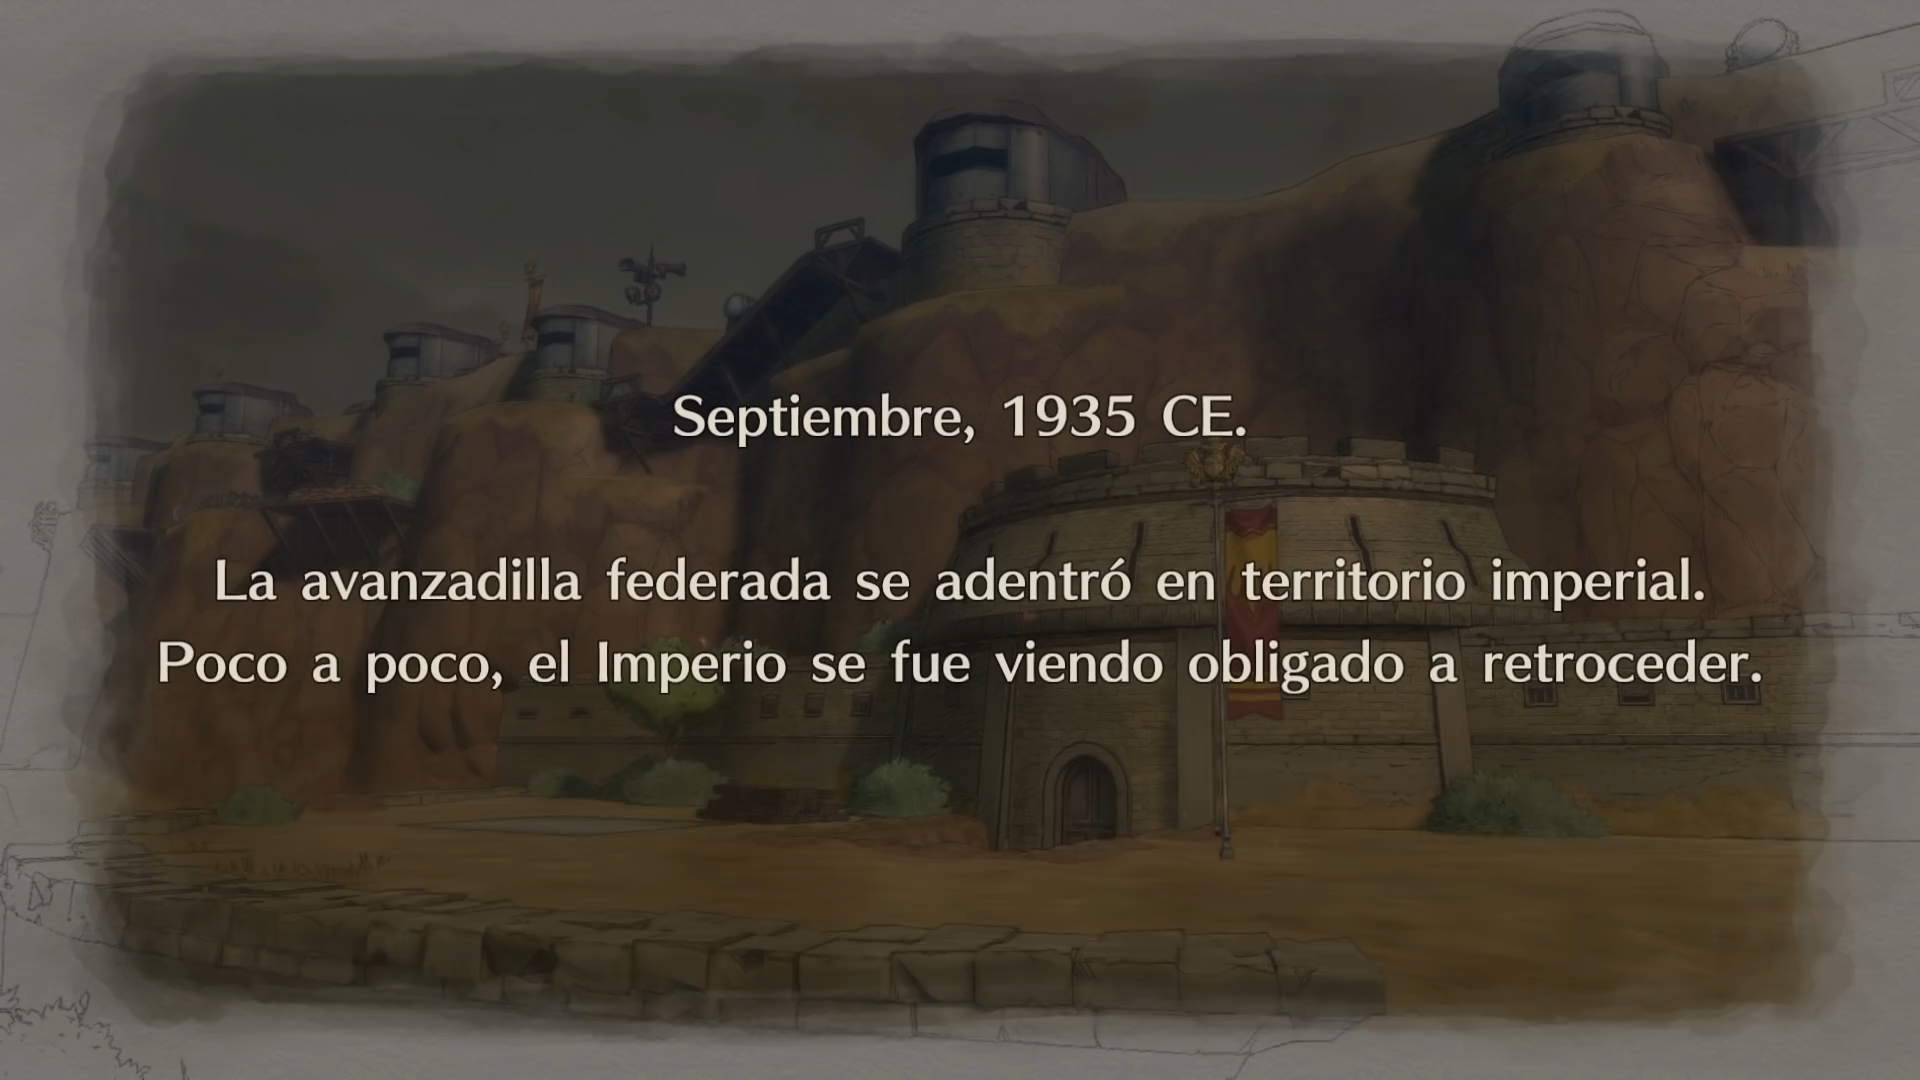 Septiembre, 1935 CE.
La avanzadilla federada se adentró en territorio imperial.
Poco a poco, el Imperio se fue viendo obligado a retroceder.